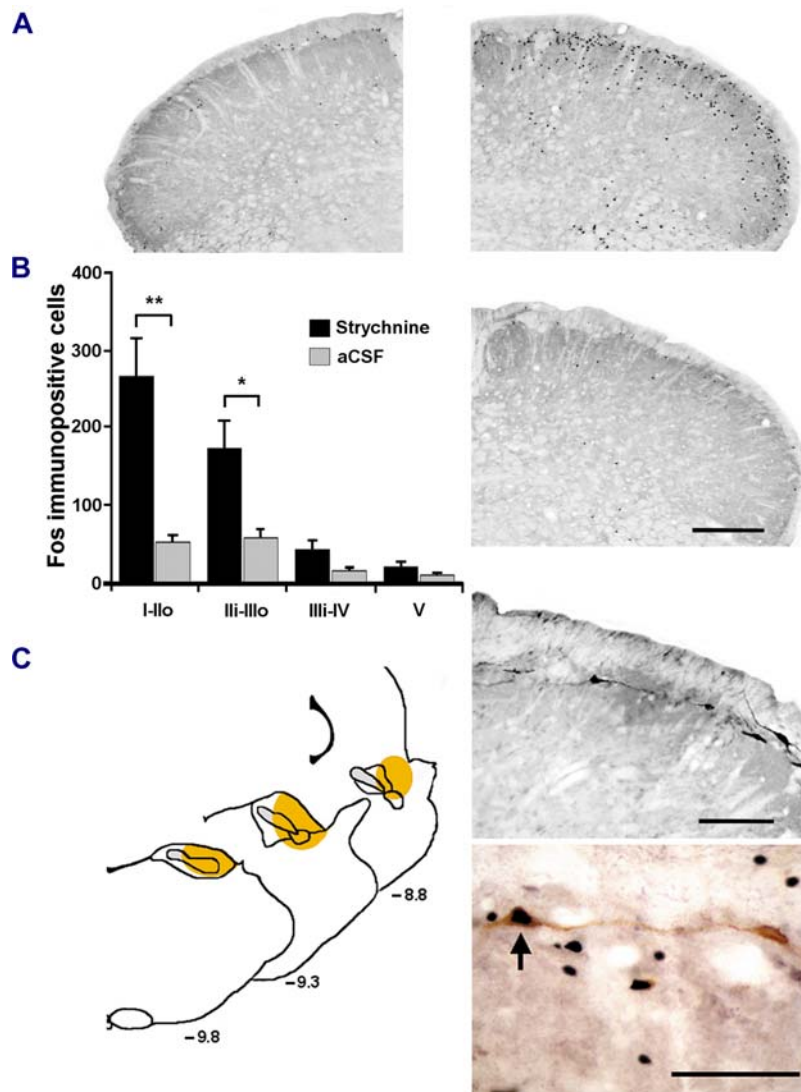 A
B
400
300
200
100
0
Fos immunopositive cells
**
*
Strychnine
aCSF
I-IIo
IIi-IIIo
IIIi-IV
V
C
-8.8
-9.3
-9.8